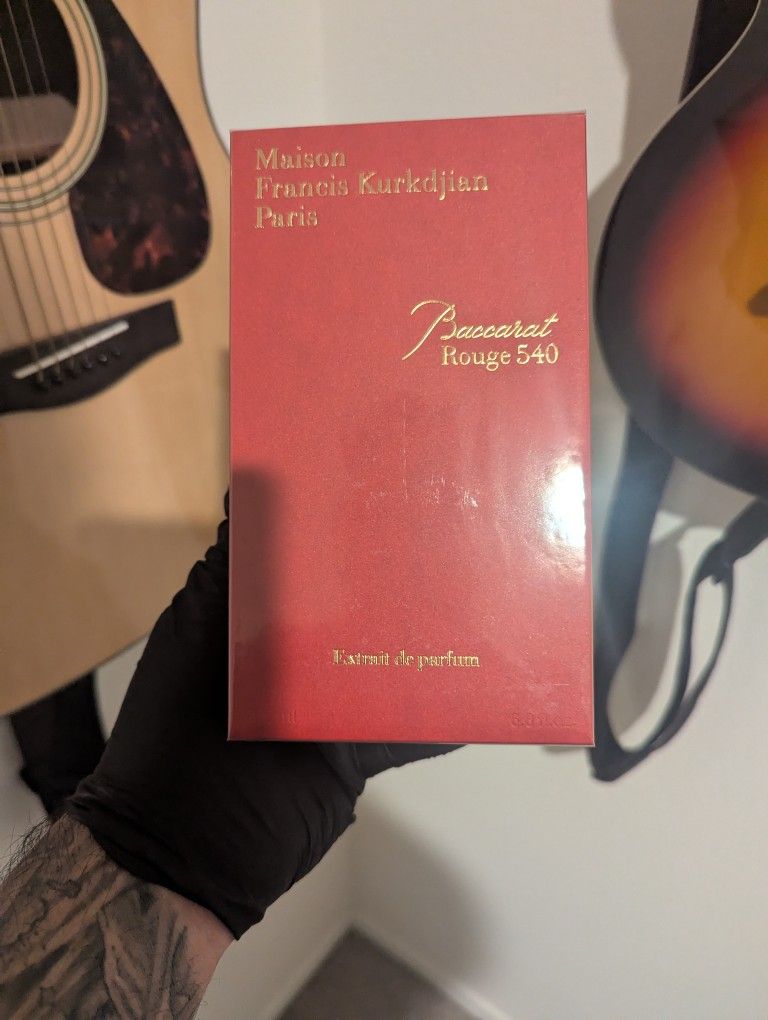 Maison
Francis Kurkdjian
Paris
Baccarat
Rouge 540
Extrait de parfum